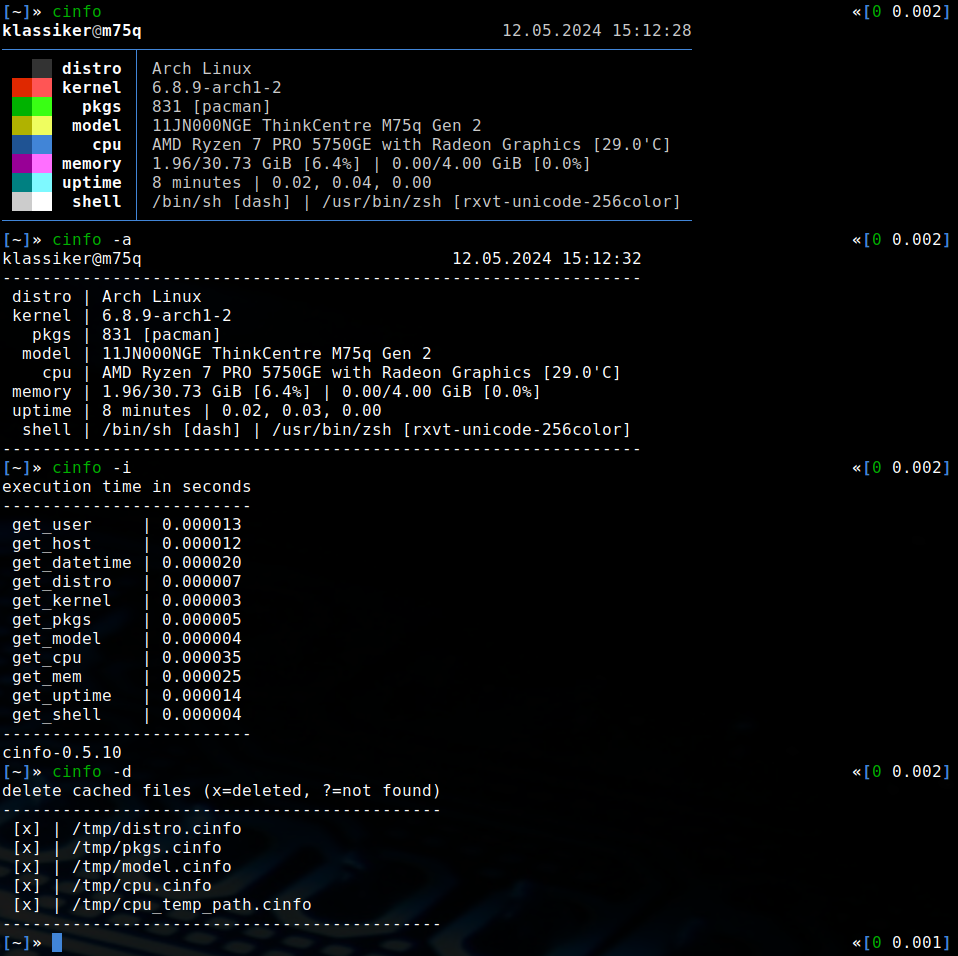 [~]» cinfo «[0 0.002]
klassiker@m75q 12.05.2024 15:12:28
distro Arch Linux
kernel 6.8.9-arch1-2
pkgs 831 [pacman]
model 11JN000NGE ThinkCentre M75q Gen 2
cpu AMD Ryzen 7 PRO 5750GE with Radeon Graphics [29.0'C]
memory 1.96/30.73 GiB [6.4%] | 0.00/4.00 GiB [0.0%]
uptime 8 minutes | 0.02, 0.04, 0.00
shell /bin/sh [dash] | /usr/bin/zsh [rxvt-unicode-256color]
[~]» cinfo -a «[0 0.002]
klassiker@m75q 12.05.2024 15:12:32
----------------------------------------------------------------
distro | Arch Linux
kernel | 6.8.9-arch1-2
pkgs | 831 [pacman]
model | 11JN000NGE ThinkCentre M75q Gen 2
cpu | AMD Ryzen 7 PRO 5750GE with Radeon Graphics [29.0'C]
memory | 1.96/30.73 GiB [6.4%] | 0.00/4.00 GiB [0.0%]
uptime | 8 minutes | 0.02, 0.03, 0.00
shell | /bin/sh [dash] | /usr/bin/zsh [rxvt-unicode-256color]
----------------------------------------------------------------
[~]» cinfo -i «[0 0.002]
execution time in seconds
-------------------------
get_user | 0.000013
get_host | 0.000012
get_datetime | 0.000020
get_distro | 0.000007
get_kernel | 0.000003
get_pkgs | 0.000005
get_model | 0.000004
get_cpu | 0.000035
get_mem | 0.000025
get_uptime | 0.000014
get_shell | 0.000004
-------------------------
cinfo-0.5.10
[~]» cinfo -d «[0 0.002]
delete cached files (x=deleted, ?=not found)
--------------------------------------------
[x] | /tmp/distro.cinfo
[x] | /tmp/pkgs.cinfo
[x] | /tmp/model.cinfo
[x] | /tmp/cpu.cinfo
[x] | /tmp/cpu_temp_path.cinfo
--------------------------------------------
[~]» «[0 0.001]